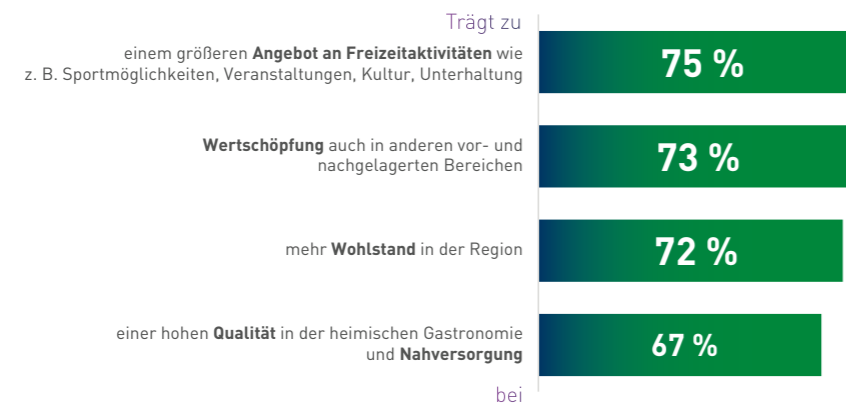 Trägt zu
einem größeren Angebot an Freizeitaktivitäten wie
z. B. Sportmöglichkeiten, Veranstaltungen, Kultur, Unterhaltung
75 %
Wertschöpfung auch in anderen vor- und
nachgelagerten Bereichen
73 %
mehr Wohlstand in der Region
72 %
einer hohen Qualität in der heimischen Gastronomie
und Nahversorgung
67 %
bei